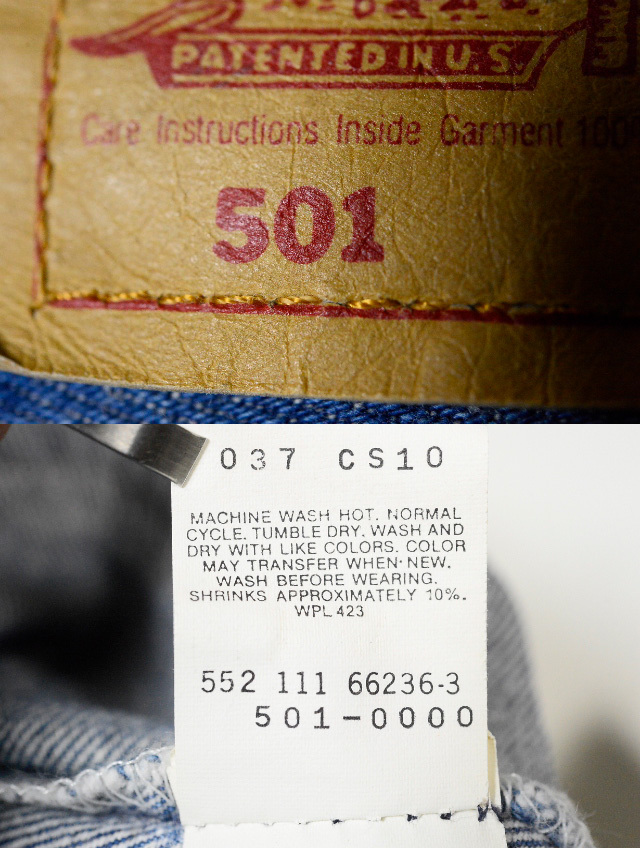 PATENTED IN U.S.
Care Instructions Inside Garment 100
501
037 CS10
MACHINE WASH HOT. NORMAL
CYCLE. TUMBLE DRY. WASH AND
DRY WITH LIKE COLORS. COLOR
MAY TRANSFER WHEN NEW.
WASH BEFORE WEARING.
SHRINKS APPROXIMATELY 10%.
WPL 423
552 111 66236-3
501-0000